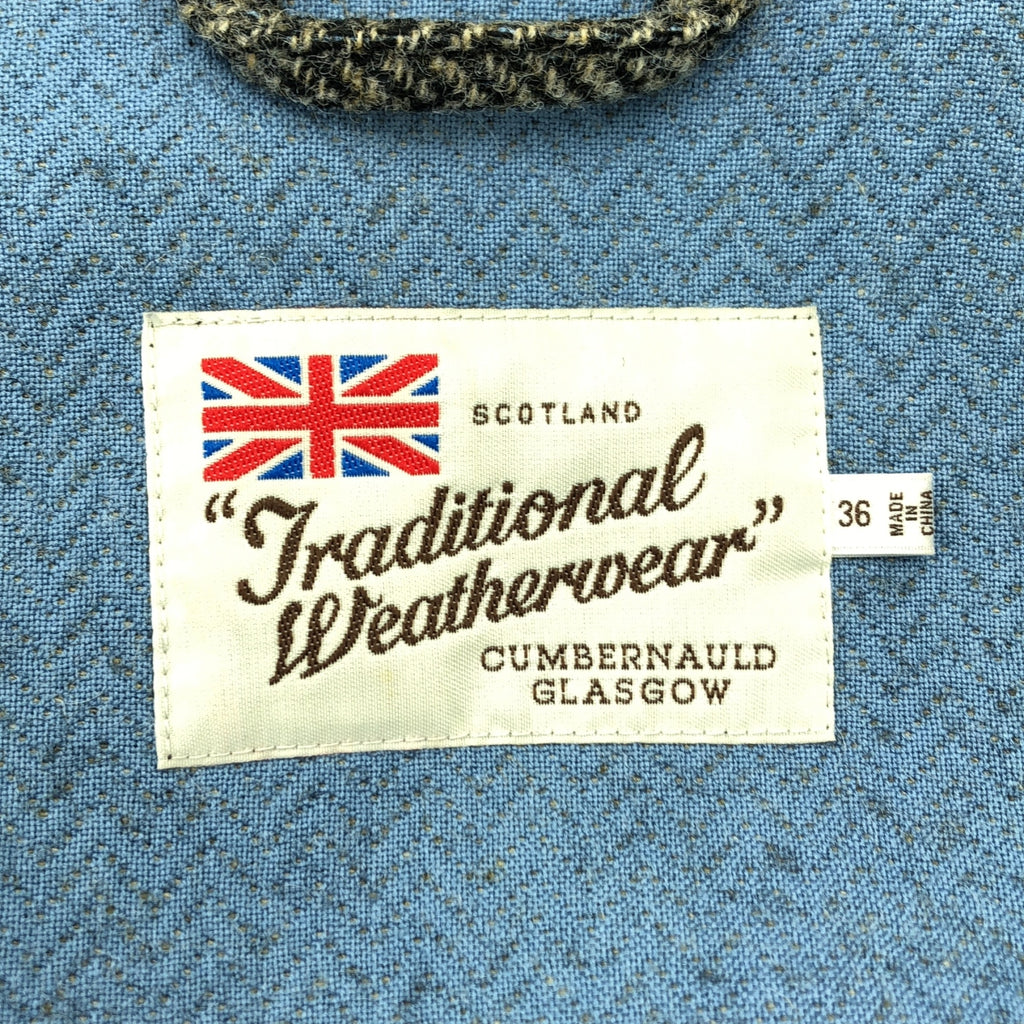 SCOTLAND
“Traditional
Weatherwear”
CUMBERNAULD
GLASGOW
36
MADE
IN
CHINA